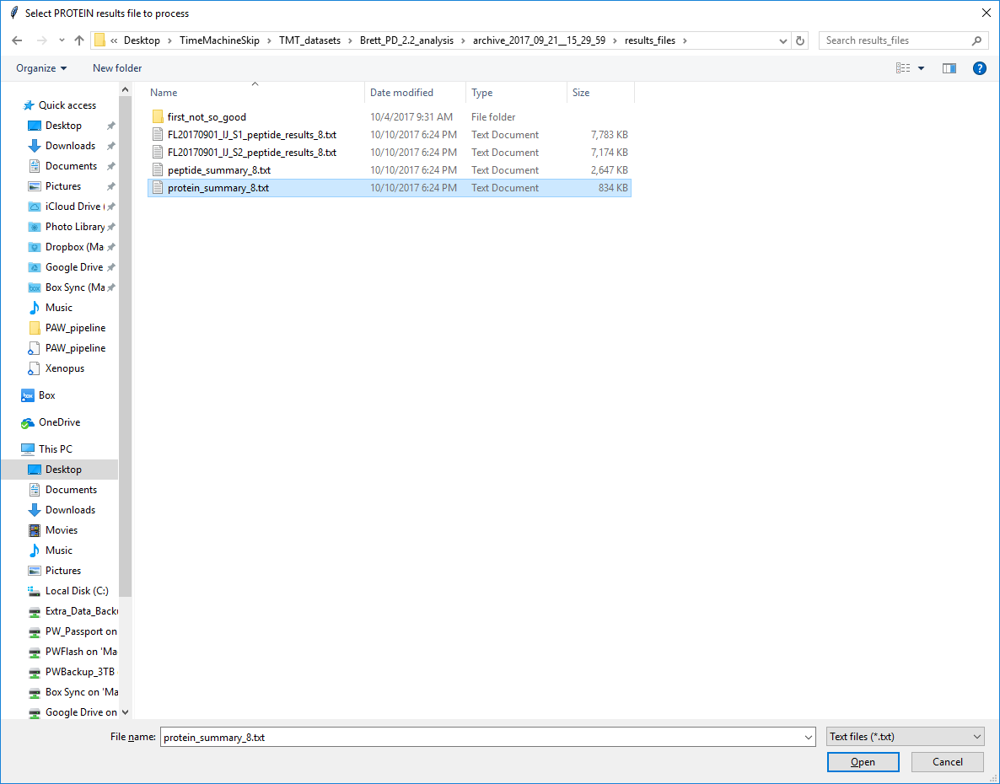 Select PROTEIN results file to process
« Desktop > TimeMachineSkip > TMT_datasets > Brett_PD_2.2_analysis > archive_2017_09_21__15_29_59 > results_files >
Search results_files
Organize
New folder
Name Date modified Type Size
first_not_so_good 10/4/2017 9:31 AM File folder
FL20170901_IJ_S1_peptide_results_8.txt 10/10/2017 6:24 PM Text Document 7,783 KB
FL20170901_IJ_S2_peptide_results_8.txt 10/10/2017 6:24 PM Text Document 7,174 KB
peptide_summary_8.txt 10/10/2017 6:24 PM Text Document 2,647 KB
protein_summary_8.txt 10/10/2017 6:24 PM Text Document 834 KB
Quick access
Desktop
Downloads
Documents
Pictures
iCloud Drive (
Photo Library
Dropbox (Ma
Google Drive
Box Sync (Ma
Music
PAW_pipeline
PAW_pipeline
Xenopus
box Box
OneDrive
This PC
Desktop
Documents
Downloads
Movies
Music
Pictures
Local Disk (C:)
Extra_Data_Backu
PW_Passport on
PWFlash on 'Ma
PWBackup_3TB
Box Sync on 'Ma
Google Drive on
File name: protein_summary_8.txt
Text files (*.txt)
Open
Cancel